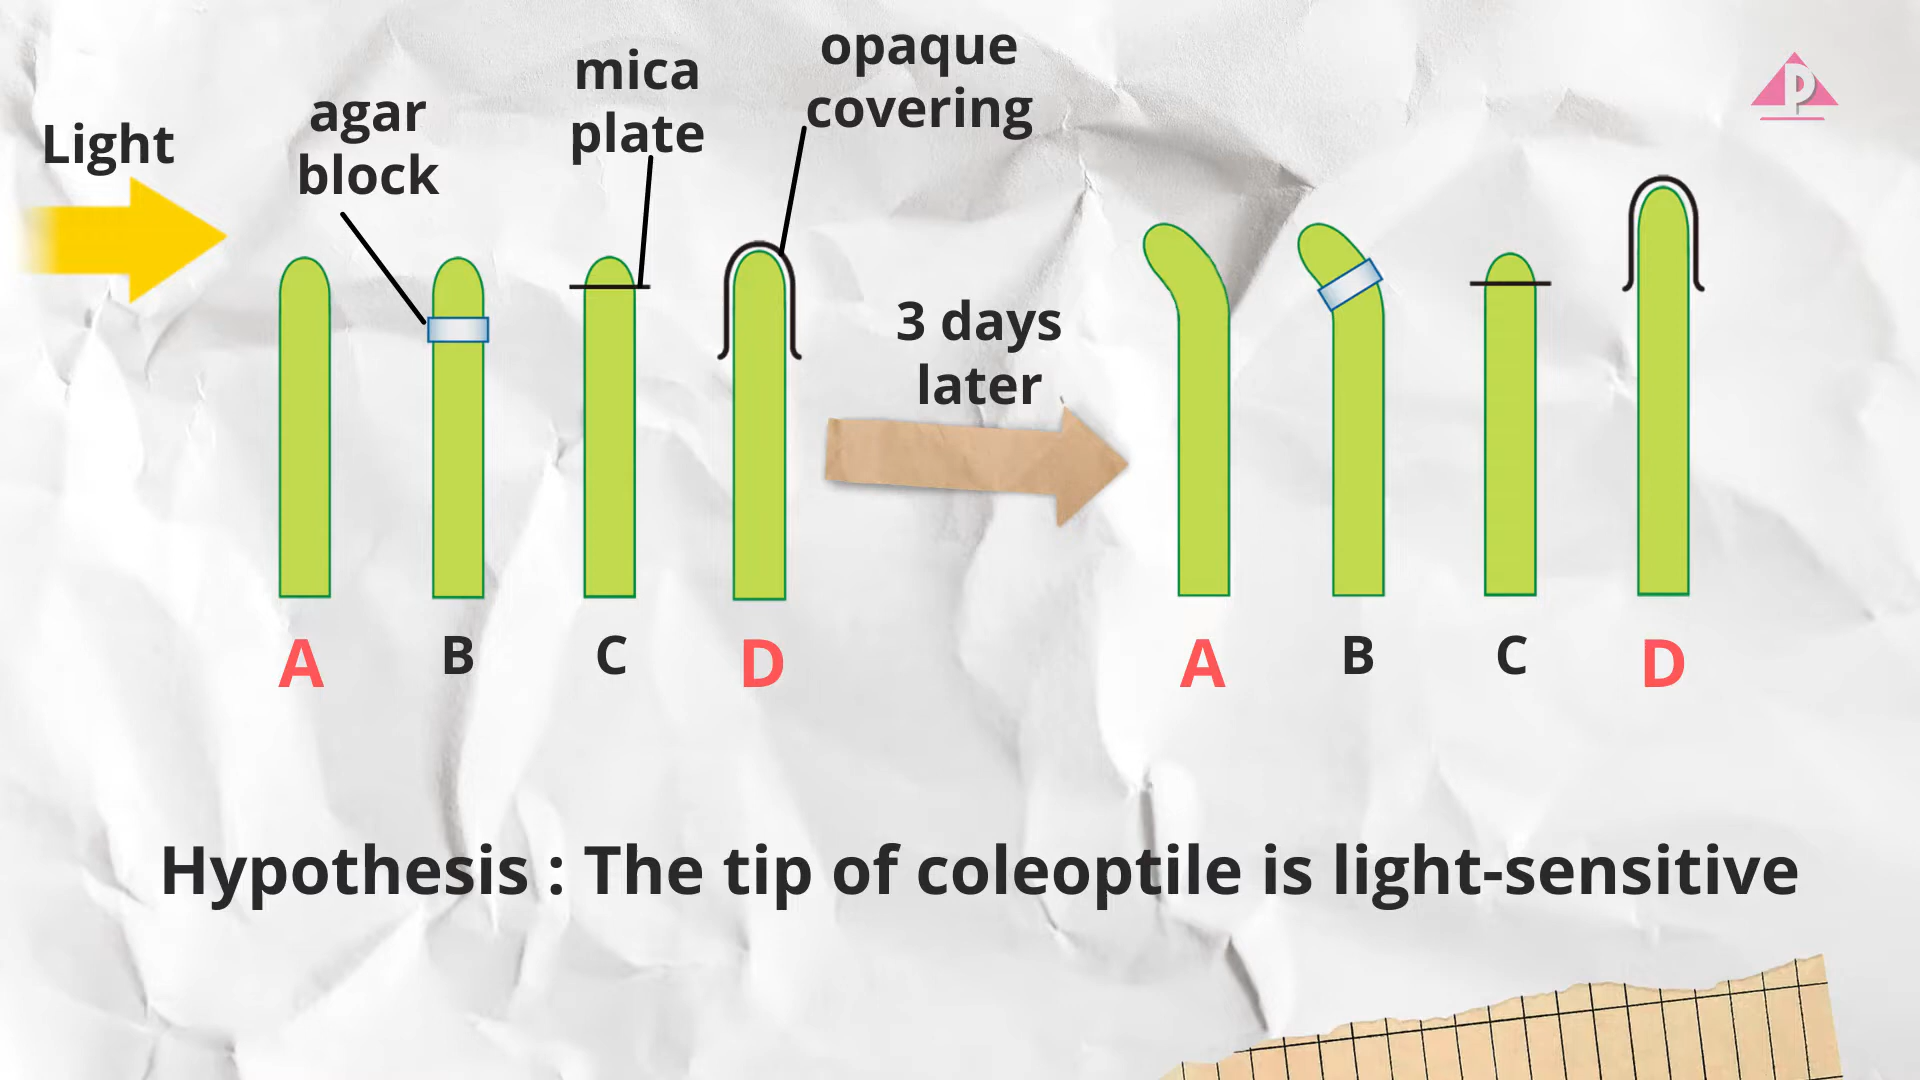 Light
agar
block
mica
plate
opaque
covering
3 days
later
A B C D
A B C D
Hypothesis : The tip of coleoptile is light-sensitive
P